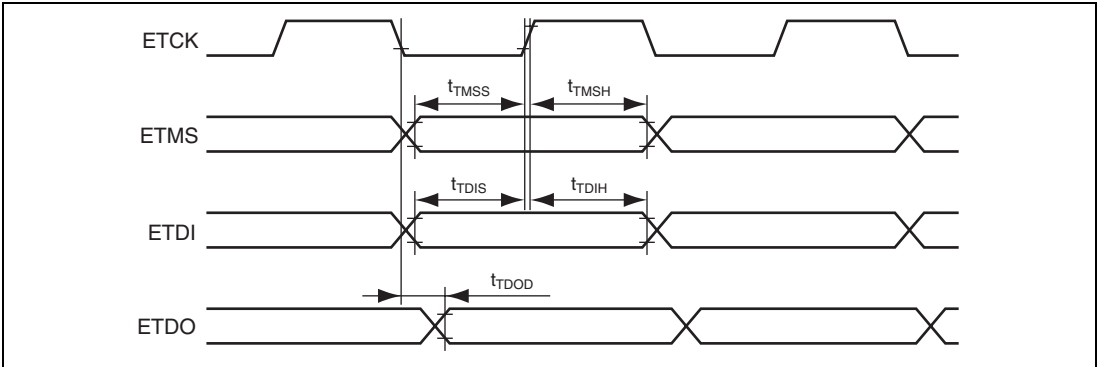 ETCK
tTMSS tTMSH
ETMS
tTDIS tTDIH
ETDI
tTDOD
ETDO